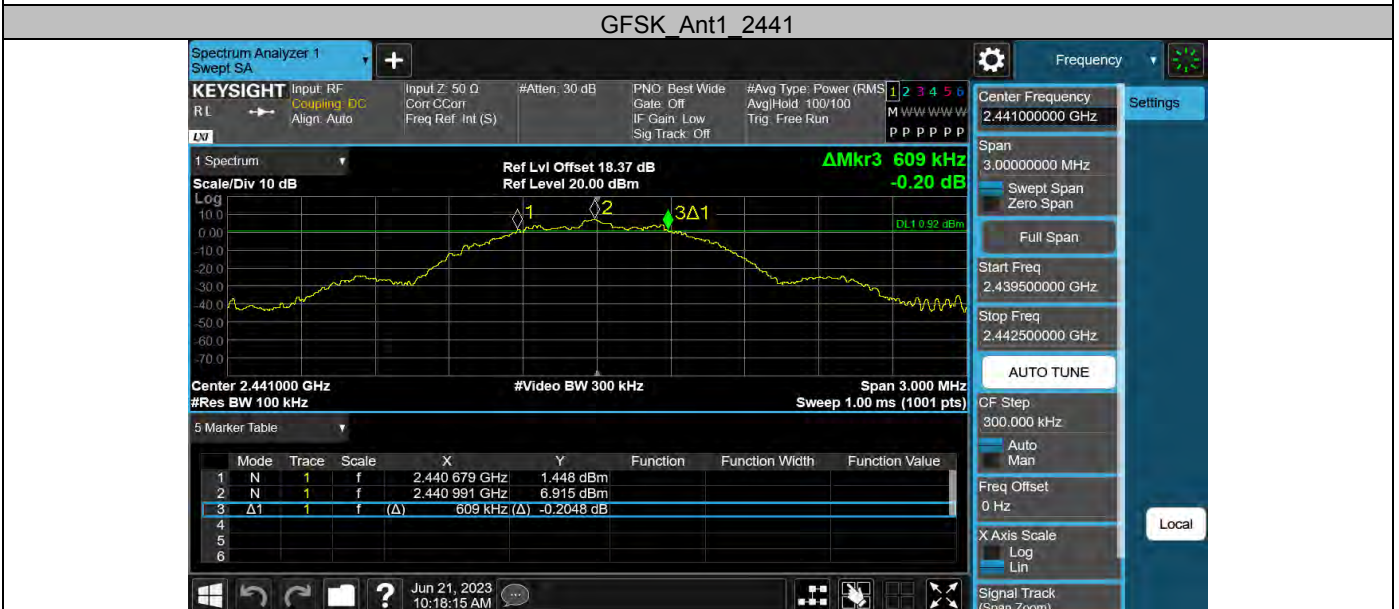 GFSK_Ant1_2441
Spectrum Analyzer 1
Swept SA
+
Frequency
KEYSIGHT
RL
LXI
Input: RF
Coupling: DC
Align: Auto
Input Z: 50 Ω
Corr CCorr
Freq Ref: Int (S)
#Atten: 30 dB
PNO: Best Wide
Gate: Off
IF Gain: Low
Sig Track: Off
#Avg Type: Power (RMS
Avg|Hold: 100/100
Trig: Free Run
1 2 3 4 5 6
M W W W W W
P P P P P P
1 Spectrum
Scale/Div 10 dB
Ref Lvl Offset 18.37 dB
Ref Level 20.00 dBm
ΔMkr3 609 kHz
-0.20 dB
Log
10.0
0.00
-10.0
-20.0
-30.0
-40.0
-50.0
-60.0
-70.0
1
2
3Δ1
DL1 0.92 dBm
Center 2.441000 GHz
#Video BW 300 kHz
Span 3.000 MHz
#Res BW 100 kHz
Sweep 1.00 ms (1001 pts)
5 Marker Table
Mode Trace Scale X Y Function Function Width Function Value
1 N 1 f 2.440 679 GHz 1.448 dBm
2 N 1 f 2.440 991 GHz 6.915 dBm
3 Δ1 1 f (Δ) 609 kHz (Δ) -0.2048 dB
4
5
6
?
Jun 21, 2023
10:18:15 AM
Center Frequency
2.441000000 GHz
Settings
Span
3.00000000 MHz
Swept Span
Zero Span
Full Span
Start Freq
2.439500000 GHz
Stop Freq
2.442500000 GHz
AUTO TUNE
CF Step
300.000 kHz
Auto
Man
Freq Offset
0 Hz
Local
X Axis Scale
Log
Lin
Signal Track
(Span Zoom)